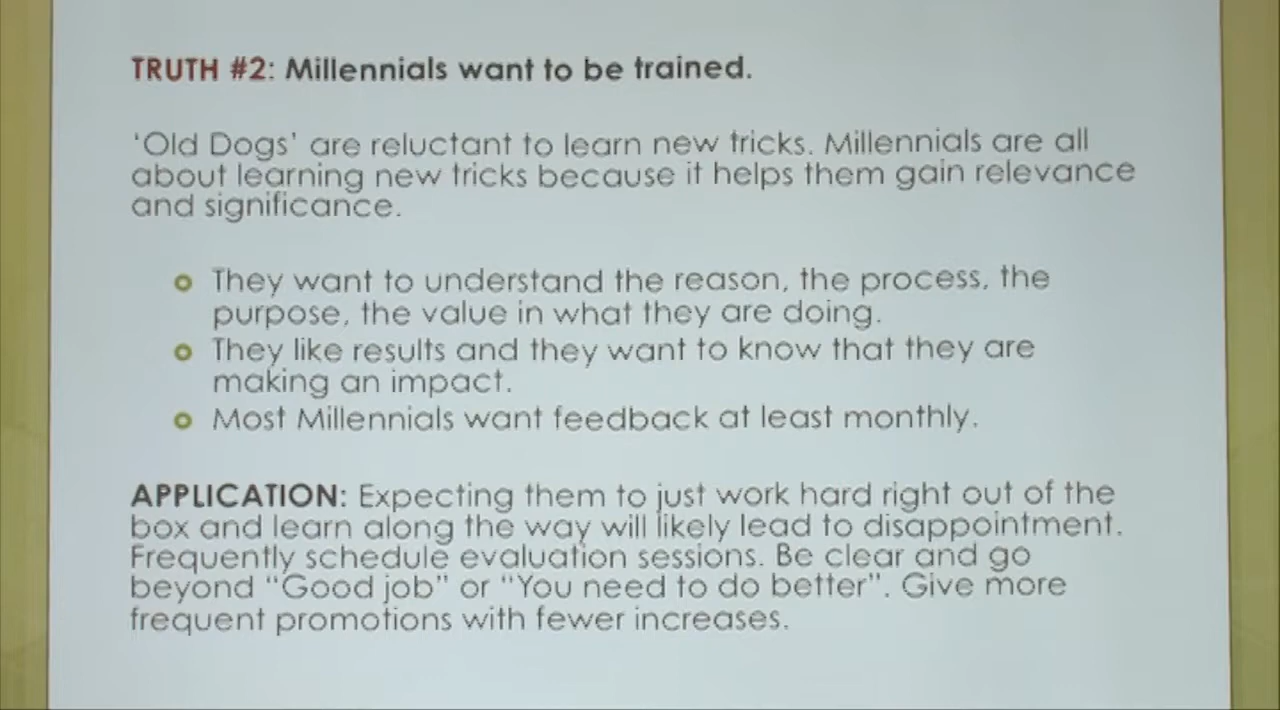 TRUTH #2: Millennials want to be trained.
'Old Dogs' are reluctant to learn new tricks. Millennials are all
about learning new tricks because it helps them gain relevance
and significance.
They want to understand the reason, the process, the
purpose, the value in what they are doing.
They like results and they want to know that they are
making an impact.
Most Millennials want feedback at least monthly.
APPLICATION: Expecting them to just work hard right out of the
box and learn along the way will likely lead to disappointment.
Frequently schedule evaluation sessions. Be clear and go
beyond "Good job" or "You need to do better". Give more
frequent promotions with fewer increases.